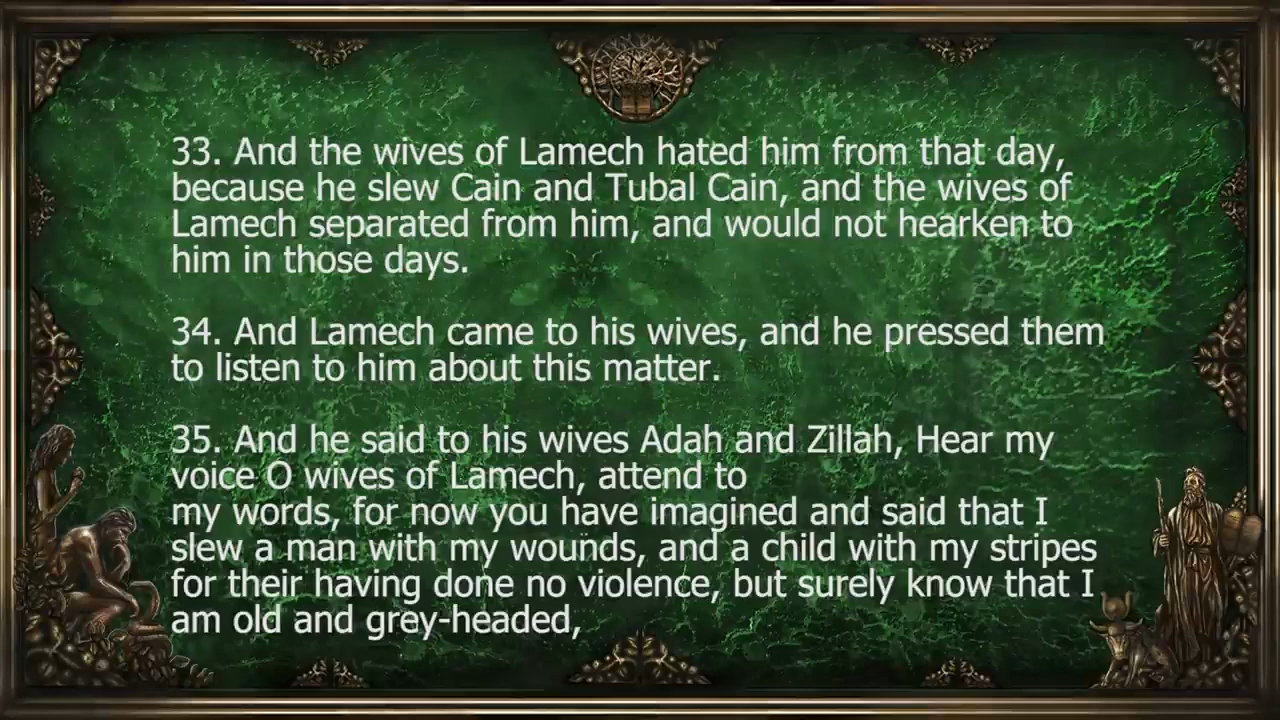 33. And the wives of Lamech hated him from that day,
because he slew Cain and Tubal Cain, and the wives of
Lamech separated from him, and would not hearken to
him in those days.
34. And Lamech came to his wives, and he pressed them
to listen to him about this matter.
35. And he said to his wives Adah and Zillah, Hear my
voice O wives of Lamech, attend to
my words, for now you have imagined and said that I
slew a man with my wounds, and a child with my stripes
for their having done no violence, but surely know that I
am old and grey-headed,